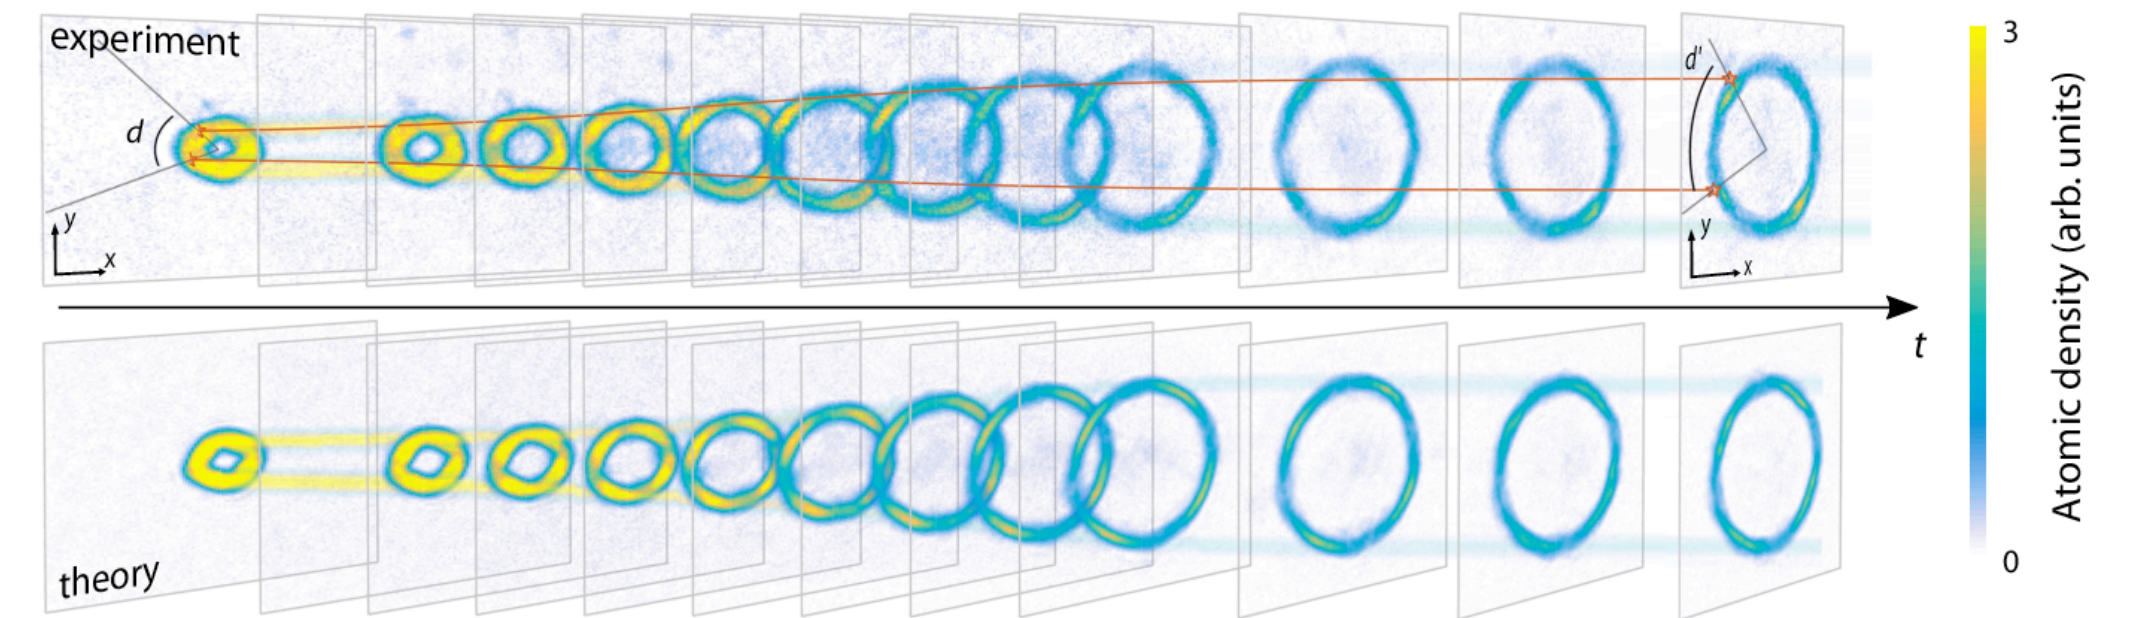 experiment
d
y
x
d'
y
x
t
theory
3
Atomic density (arb. units)
0